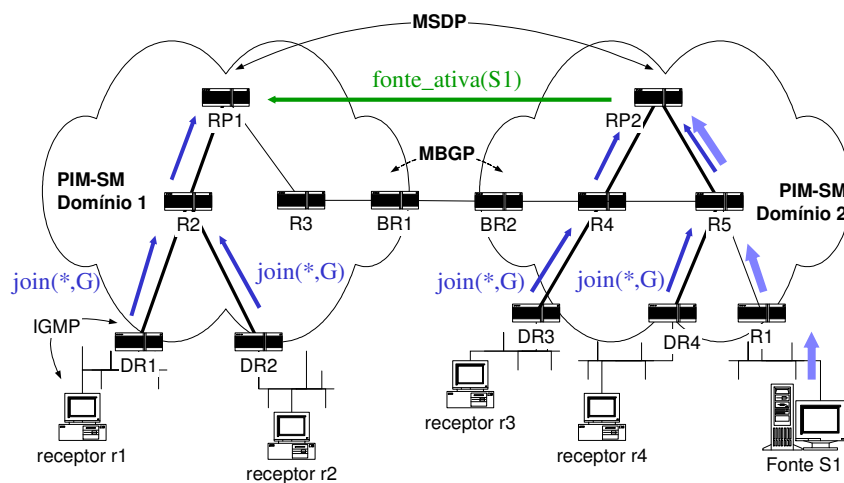 MSDP
fonte_ativa(S1)
RP1
RP2
MBGP
PIM-SM
Domínio 1
PIM-SM
Domínio 2
R2
R3
BR1
BR2
R4
R5
join(*,G)
join(*,G)
join(*,G)
join(*,G)
IGMP
DR1
DR2
DR3
DR4
R1
receptor r1
receptor r2
receptor r3
receptor r4
Fonte S1